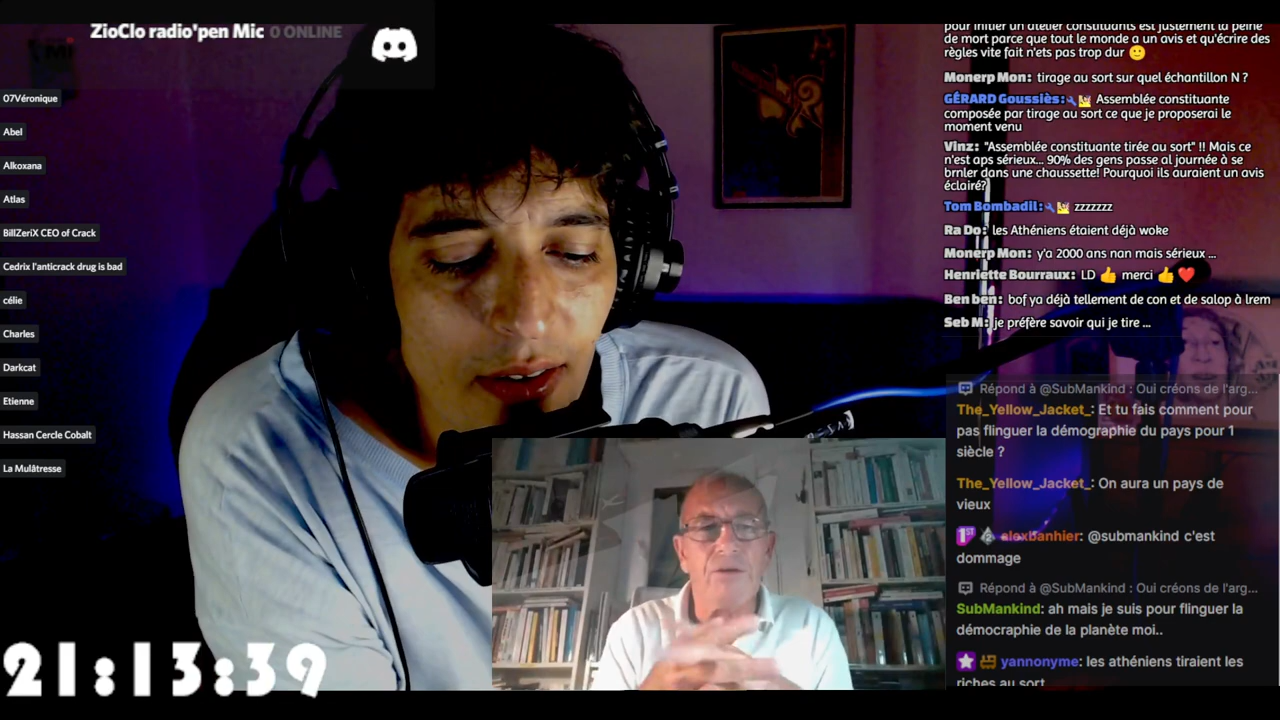 ZioClo radio'pen Mic 0 ONLINE
07Véronique
Abel
Alkoxana
Atlas
BillZeriX CEO of Crack
Cedrix l'anticrack drug is bad
célie
Charles
Darkcat
Etienne
Hassan Cercle Cobalt
La Mulâtresse
21:13:39
pour initier un atelier constituants est justement la peine
de mort parce que tout le monde a un avis et qu'écrire des
règles vite fait n'ets pas trop dur 🙂
Monerp Mon: tirage au sort sur quel échantillon N ?
GÉRARD Goussiès: Assemblée constituante
composée par tirage au sort ce que je proposerai le
moment venu
Vinz: "Assemblée constituante tirée au sort" !! Mais ce
n'est aps sérieux... 90% des gens passe al journée à se
brnler dans une chaussette! Pourquoi ils auraient un avis
éclairé?
Tom Bombadil: zzzzzzz
Ra Do: les Athéniens étaient déjà woke
Monerp Mon: y'a 2000 ans nan mais sérieux ...
Henriette Bourraux: LD 👍 merci 👍❤️
Ben ben: bof ya déjà tellement de con et de salop à lrem
Seb M: je préfère savoir qui je tire ...
Répond à @SubMankind : Oui créons de l'arg...
The_Yellow_Jacket_: Et tu fais comment pour
pas flinguer la démographie du pays pour 1
siècle ?
The_Yellow_Jacket_: On aura un pays de
vieux
alexbanhier: @submankind c'est
dommage
Répond à @SubMankind : Oui créons de l'arg...
SubMankind: ah mais je suis pour flinguer la
démocraphie de la planète moi..
yannonyme: les athéniens tiraient les
riches au sort